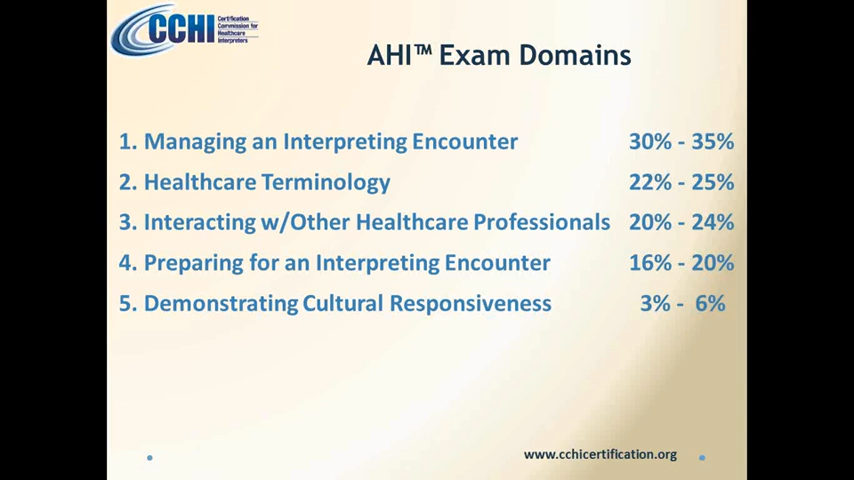 CCHI
Certification
Commission for
Healthcare
Interpreters
AHI™ Exam Domains
1. Managing an Interpreting Encounter 30% - 35%
2. Healthcare Terminology 22% - 25%
3. Interacting w/Other Healthcare Professionals 20% - 24%
4. Preparing for an Interpreting Encounter 16% - 20%
5. Demonstrating Cultural Responsiveness 3% - 6%
www.cchicertification.org